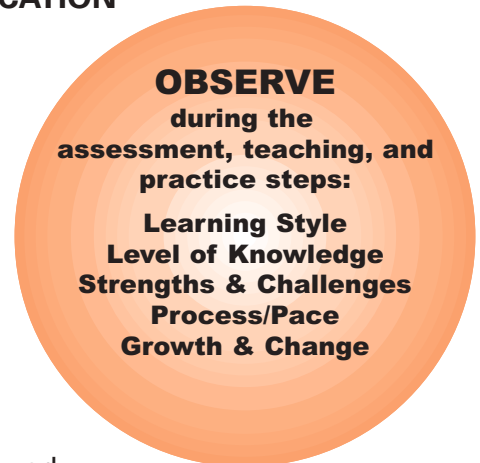 OBSERVE
during the
assessment, teaching, and
practice steps:
Learning Style
Level of Knowledge
Strengths & Challenges
Process/Pace
Growth & Change